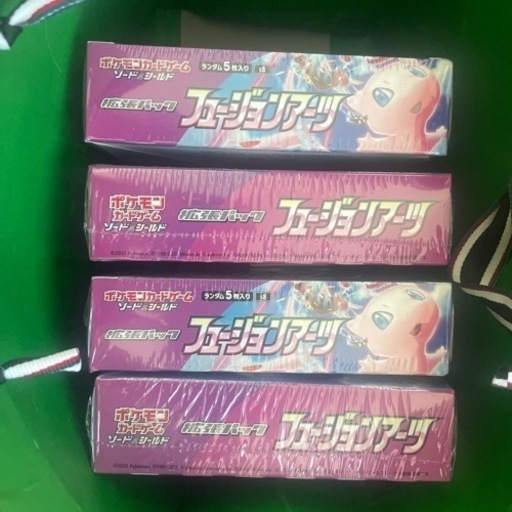 ポケモンカードゲーム
ソード&シールド
ランダム5枚入り
拡張パック
フュージョンアーツ
ポケモン
カードゲーム
ソード&シールド
拡張パック
フュージョンアーツ
ポケモンカードゲーム
ソード&シールド
ランダム5枚入り
拡張パック
フュージョンアーツ
ポケモン
カードゲーム
ソード&シールド
拡張パック
フュージョンアーツ